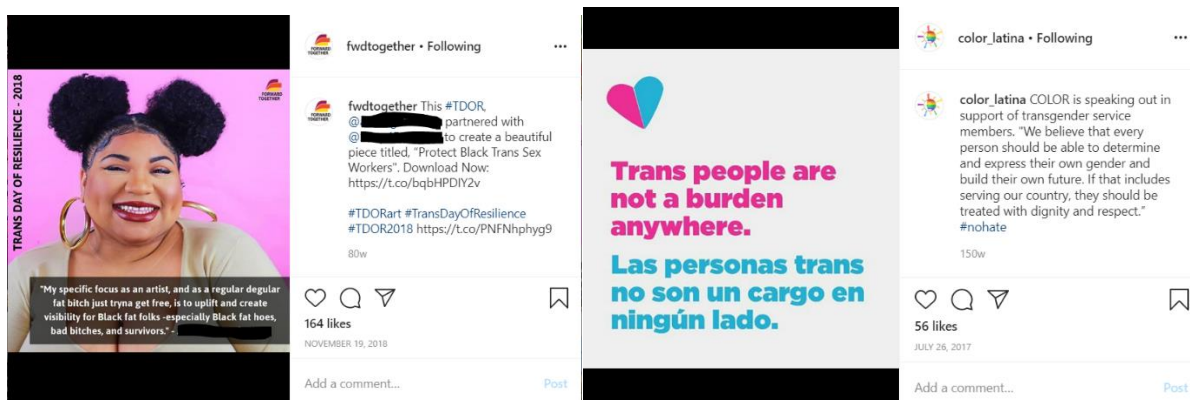 TRANS DAY OF RESILIENCE - 2018
FORWARD
TOGETHER
"My specific focus as an artist, and as a regular degular
fat bitch just tryna get free, is to uplift and create
visibility for Black fat folks -especially Black fat hoes,
bad bitches, and survivors." -
FORWARD
TOGETHER
fwdtogether • Following
FORWARD
TOGETHER
fwdtogether This #TDOR,
@ partnered with
@ to create a beautiful
piece titled, "Protect Black Trans Sex
Workers". Download Now:
https://t.co/bqbHPDIY2v
#TDORart #TransDayOfResilience
#TDOR2018 https://t.co/PNFNhphyg9
80w
164 likes
NOVEMBER 19, 2018
Add a comment... Post
Trans people are
not a burden
anywhere.
Las personas trans
no son un cargo en
ningún lado.
color_latina • Following
color_latina COLOR is speaking out in
support of transgender service
members. "We believe that every
person should be able to determine
and express their own gender and
build their own future. If that includes
serving our country, they should be
treated with dignity and respect."
#nohate
150w
56 likes
JULY 26, 2017
Add a comment... Post